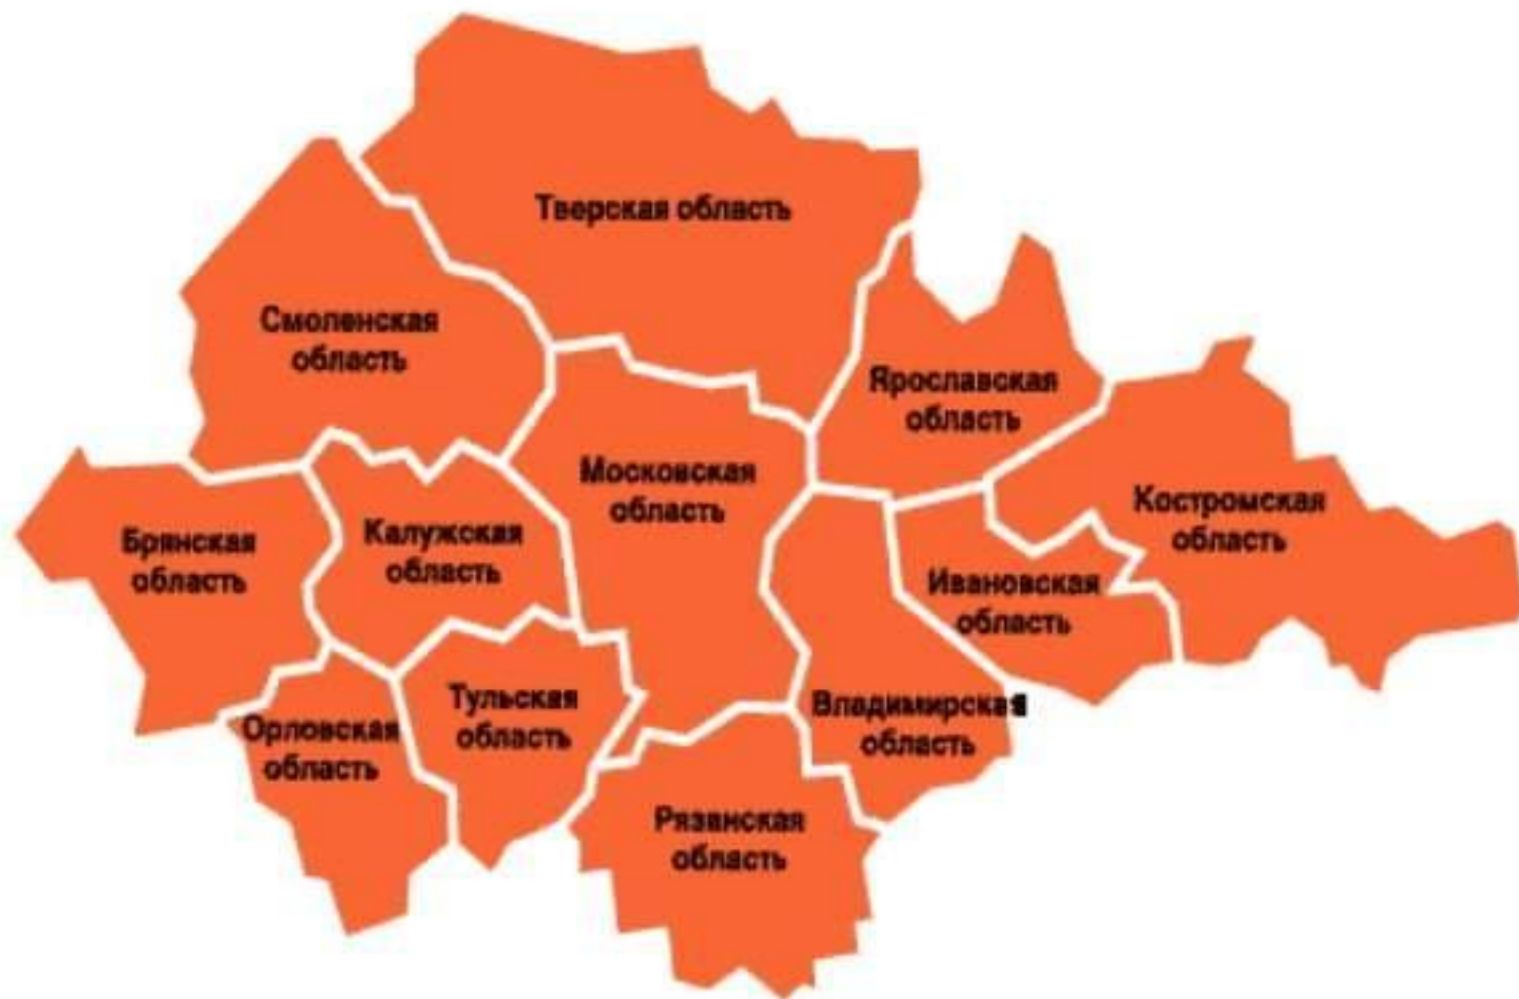 Тверская область
Смоленская
область
Ярославская
область
Московская
область
Костромская
область
Брянская
область
Калужская
область
Ивановская
область
Тульская
область
Владимирская
область
Орловская
область
Рязанская
область